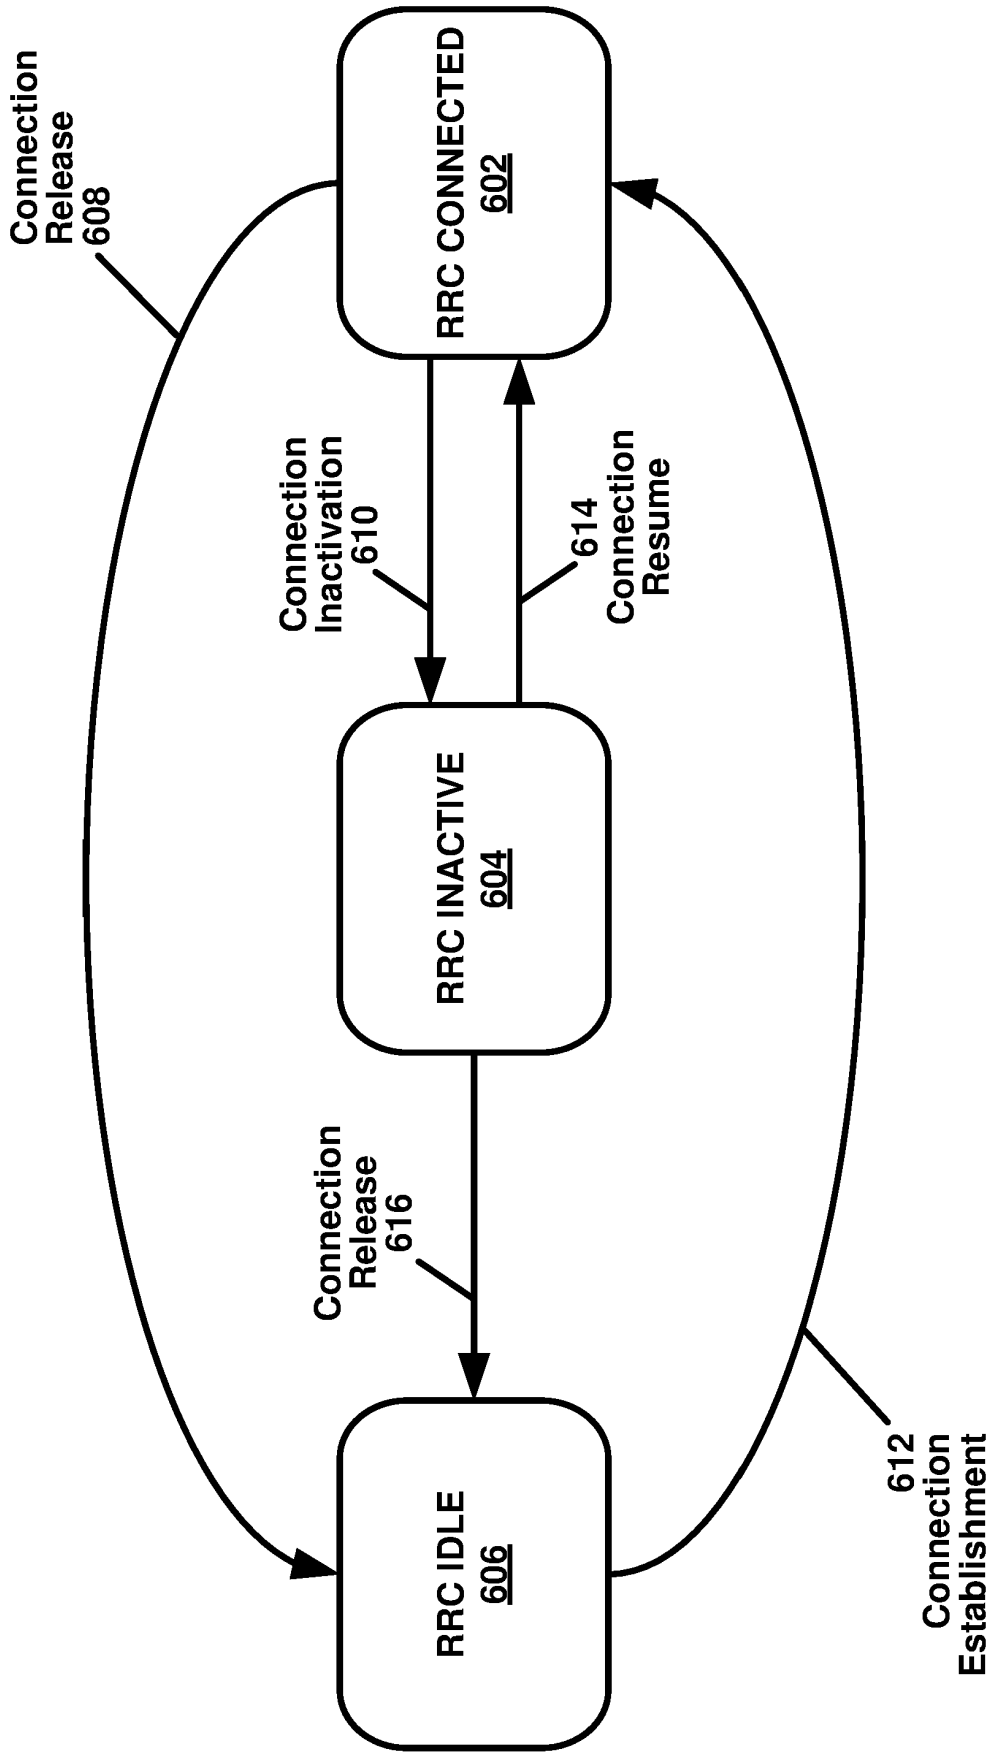 Connection
Release
608
RRC IDLE
606
Connection
Release
616
RRC INACTIVE
604
Connection
Inactivation
610
614
Connection
Resume
RRC CONNECTED
602
612
Connection
Establishment